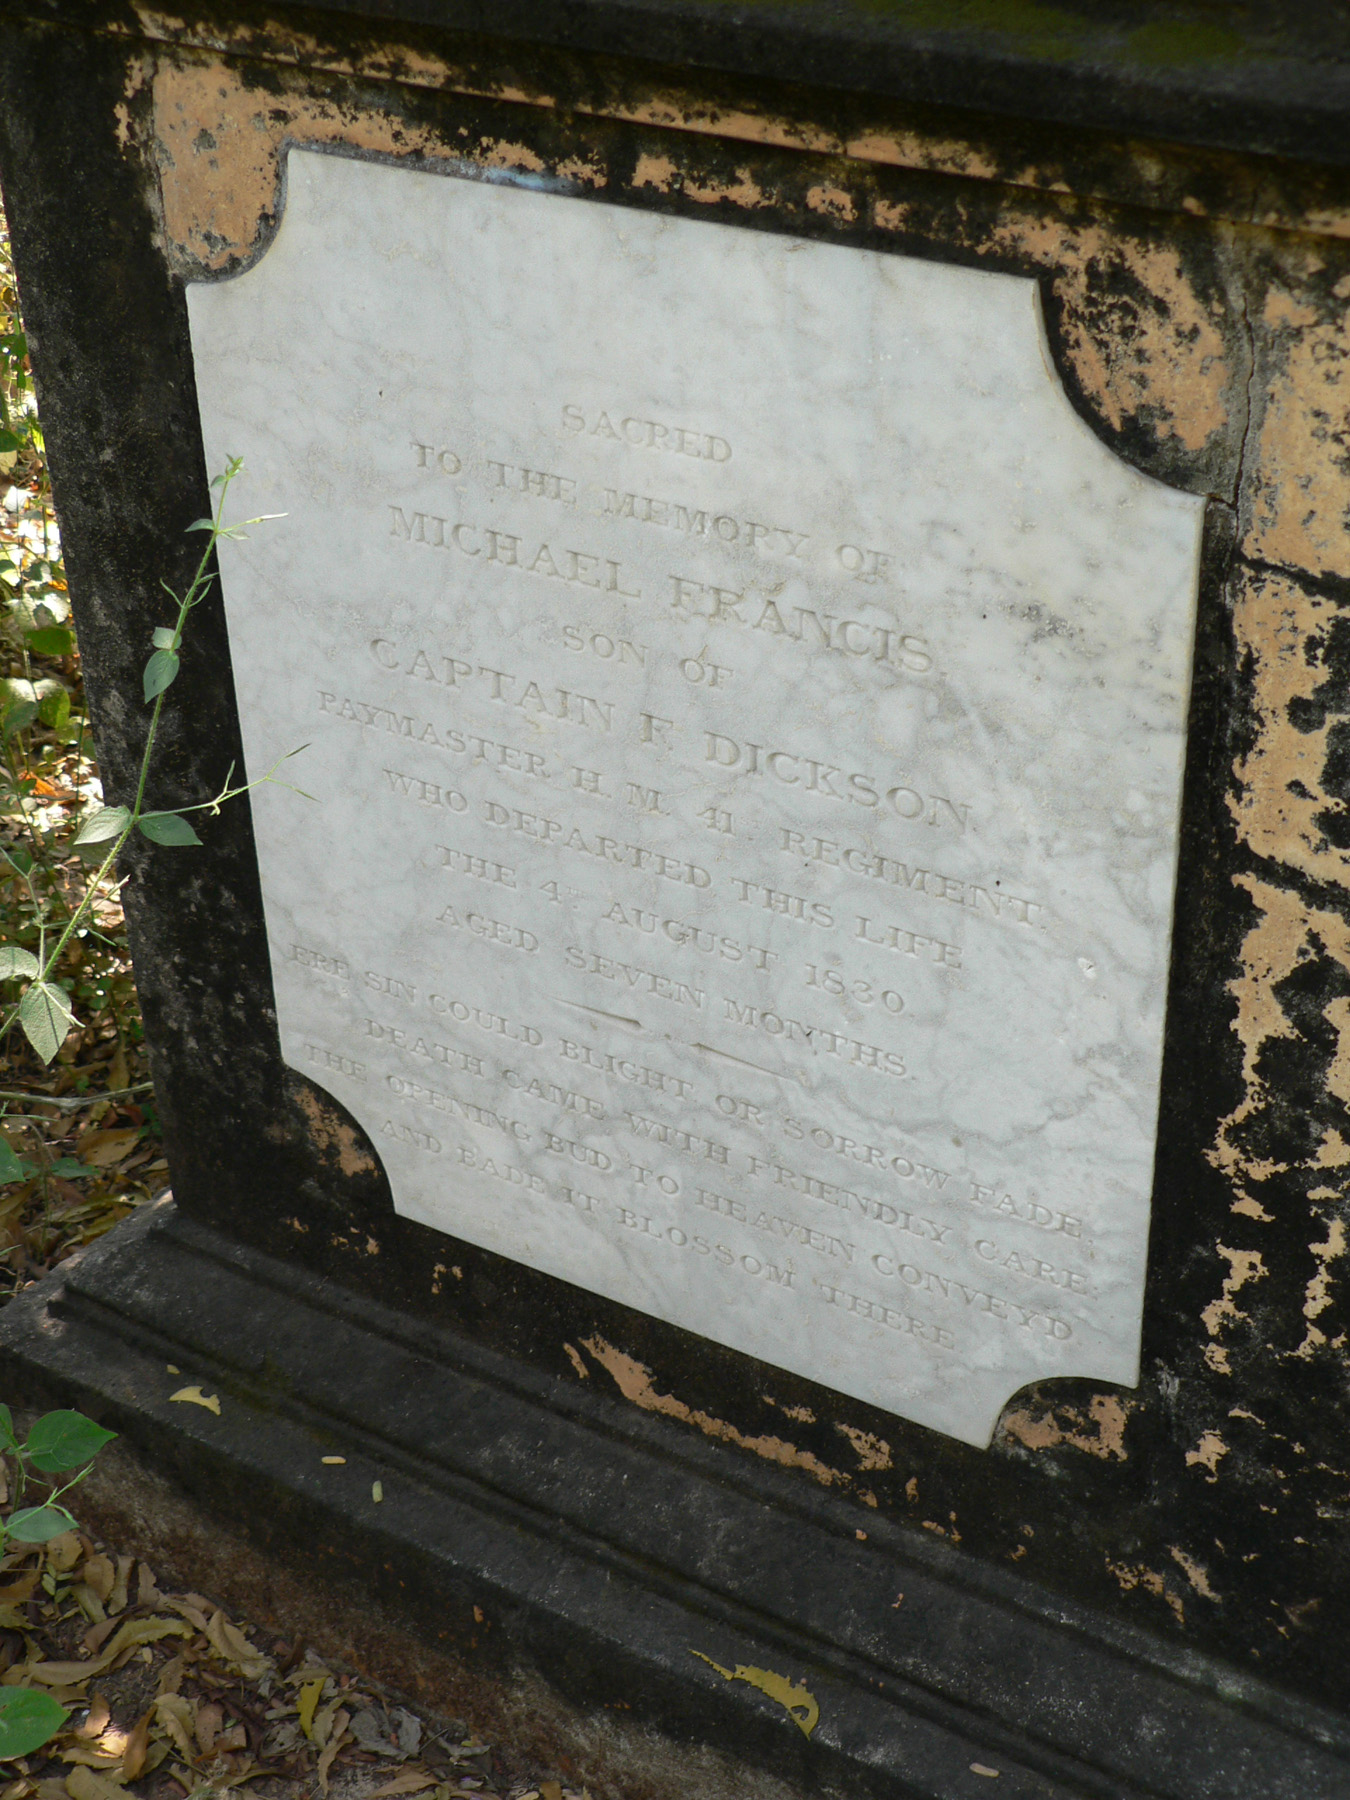 SACRED
TO THE MEMORY OF
MICHAEL FRANCIS.
SON OF
CAPTAIN F. DICKSON.
PAYMASTER H. M. 41. REGIMENT.
WHO DEPARTED THIS LIFE
THE 4TH AUGUST 1830.
AGED SEVEN MONTHS.
ERE SIN COULD BLIGHT OR SORROW FADE.
DEATH CAME WITH FRIENDLY CARE:
THE OPENING BUD TO HEAVEN CONVEY'D
AND BADE IT BLOSSOM THERE